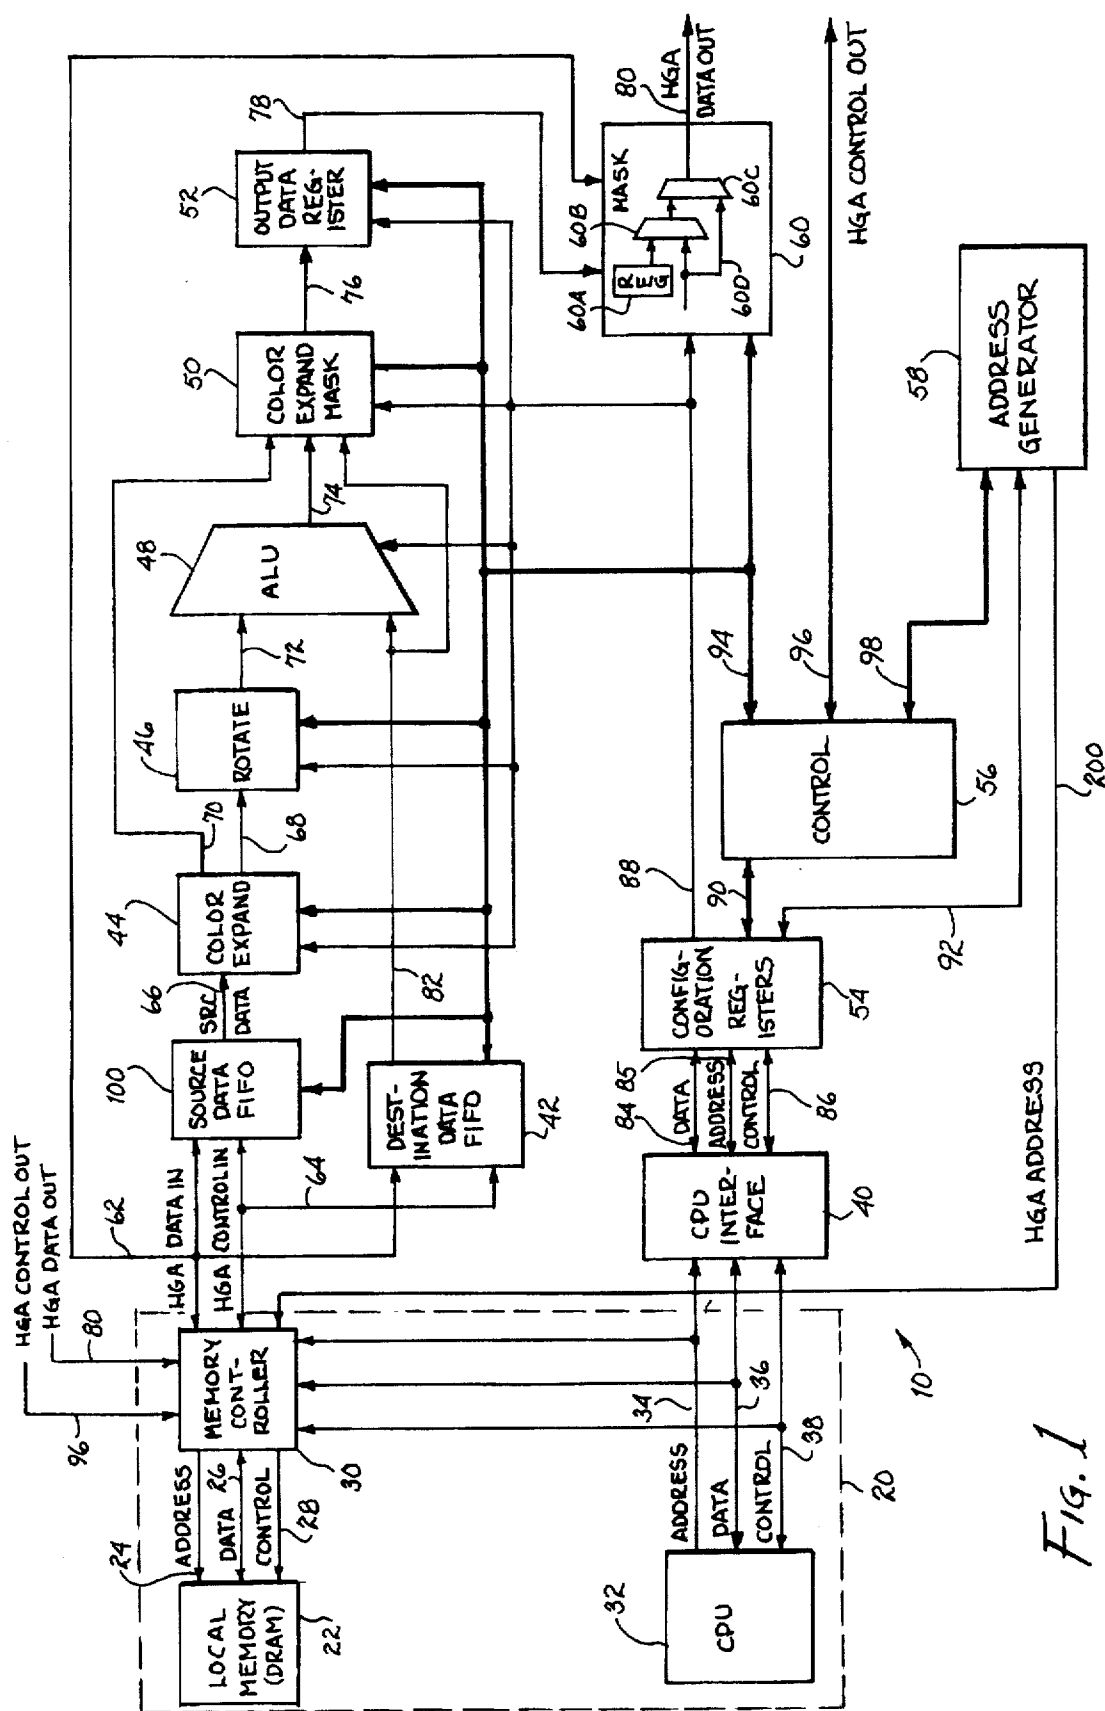 HGA CONTROL OUT
HGA DATA OUT
96
80
62
HGA DATA IN
HGA CONTROL IN
64
24
ADDRESS
DATA
26
CONTROL
28
LOCAL
MEMORY
(DRAM)
22
MEMORY
CONT-
ROLLER
30
100
SOURCE
DATA
FIFO
66
SRC
DATA
44
COLOR
EXPAND
70
68
46
ROTATE
72
48
ALU
74
50
COLOR
EXPAND
MASK
76
52
OUTPUT
DATA
REG-
ISTER
78
DEST-
INATION
DATA
FIFO
42
82
MASK
60A
REG
60B
60C
60D
60
80
HGA
DATA OUT
HGA CONTROL OUT
32
CPU
ADDRESS
DATA
CONTROL
34
36
38
20
CPU
INTER-
FACE
40
84
DATA
85
ADDRESS
CONTROL
86
CONFIG-
ORATION
REG-
ISTERS
54
88
90
92
CONTROL
56
94
96
98
58
ADDRESS
GENERATOR
200
HGA ADDRESS
10
FIG. 1